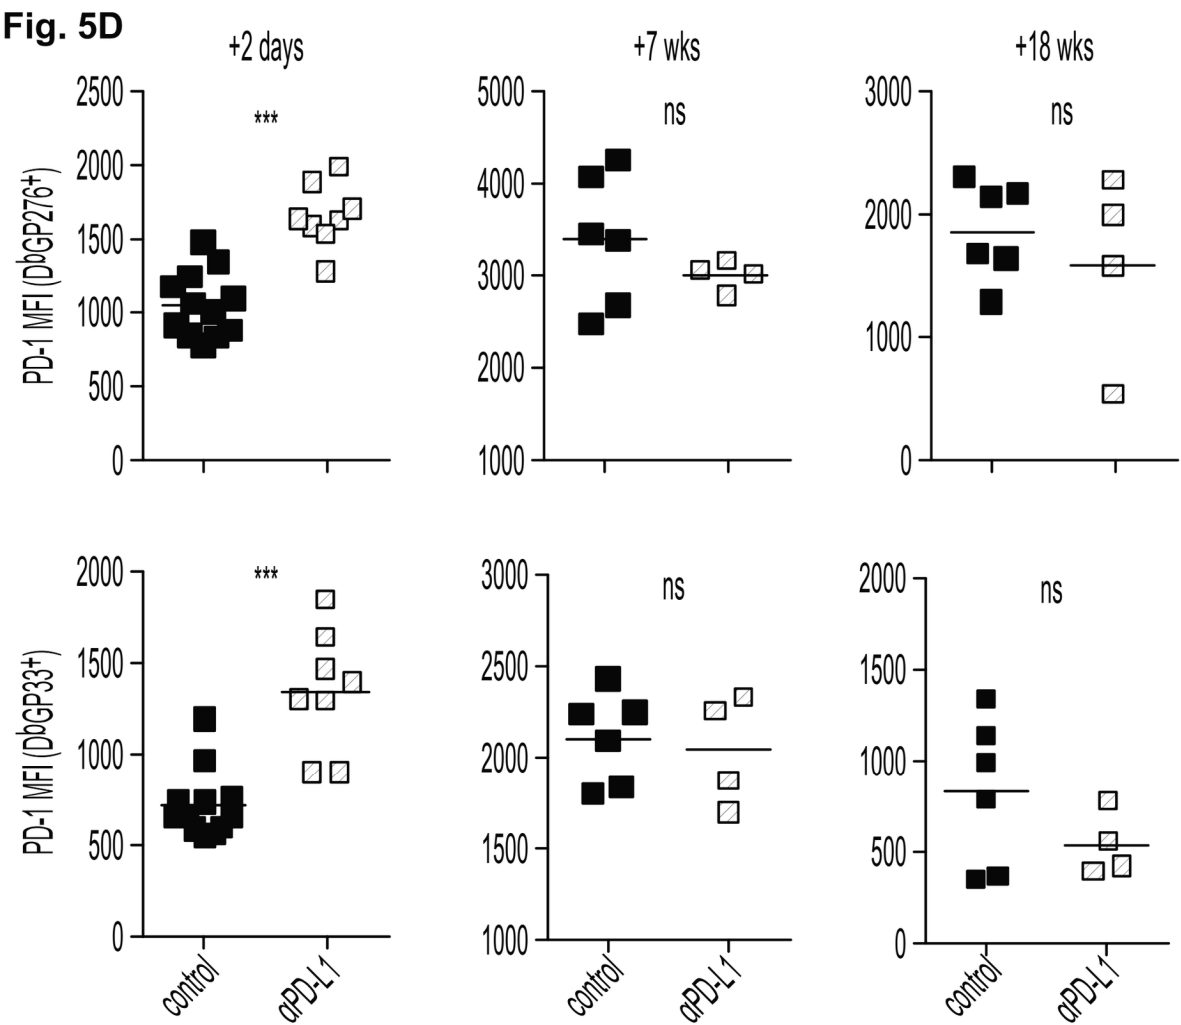 Fig. 5D
+2 days
+7 wks
+18 wks
PD-1 MFI (DbGP276+)
2500
2000
1500
1000
500
0
***
5000
4000
3000
2000
1000
ns
3000
2000
1000
0
ns
PD-1 MFI (DbGP33+)
2000
1500
1000
500
0
***
3000
2500
2000
1500
1000
ns
2000
1500
1000
500
0
ns
control
αPD-L1
control
αPD-L1
control
αPD-L1